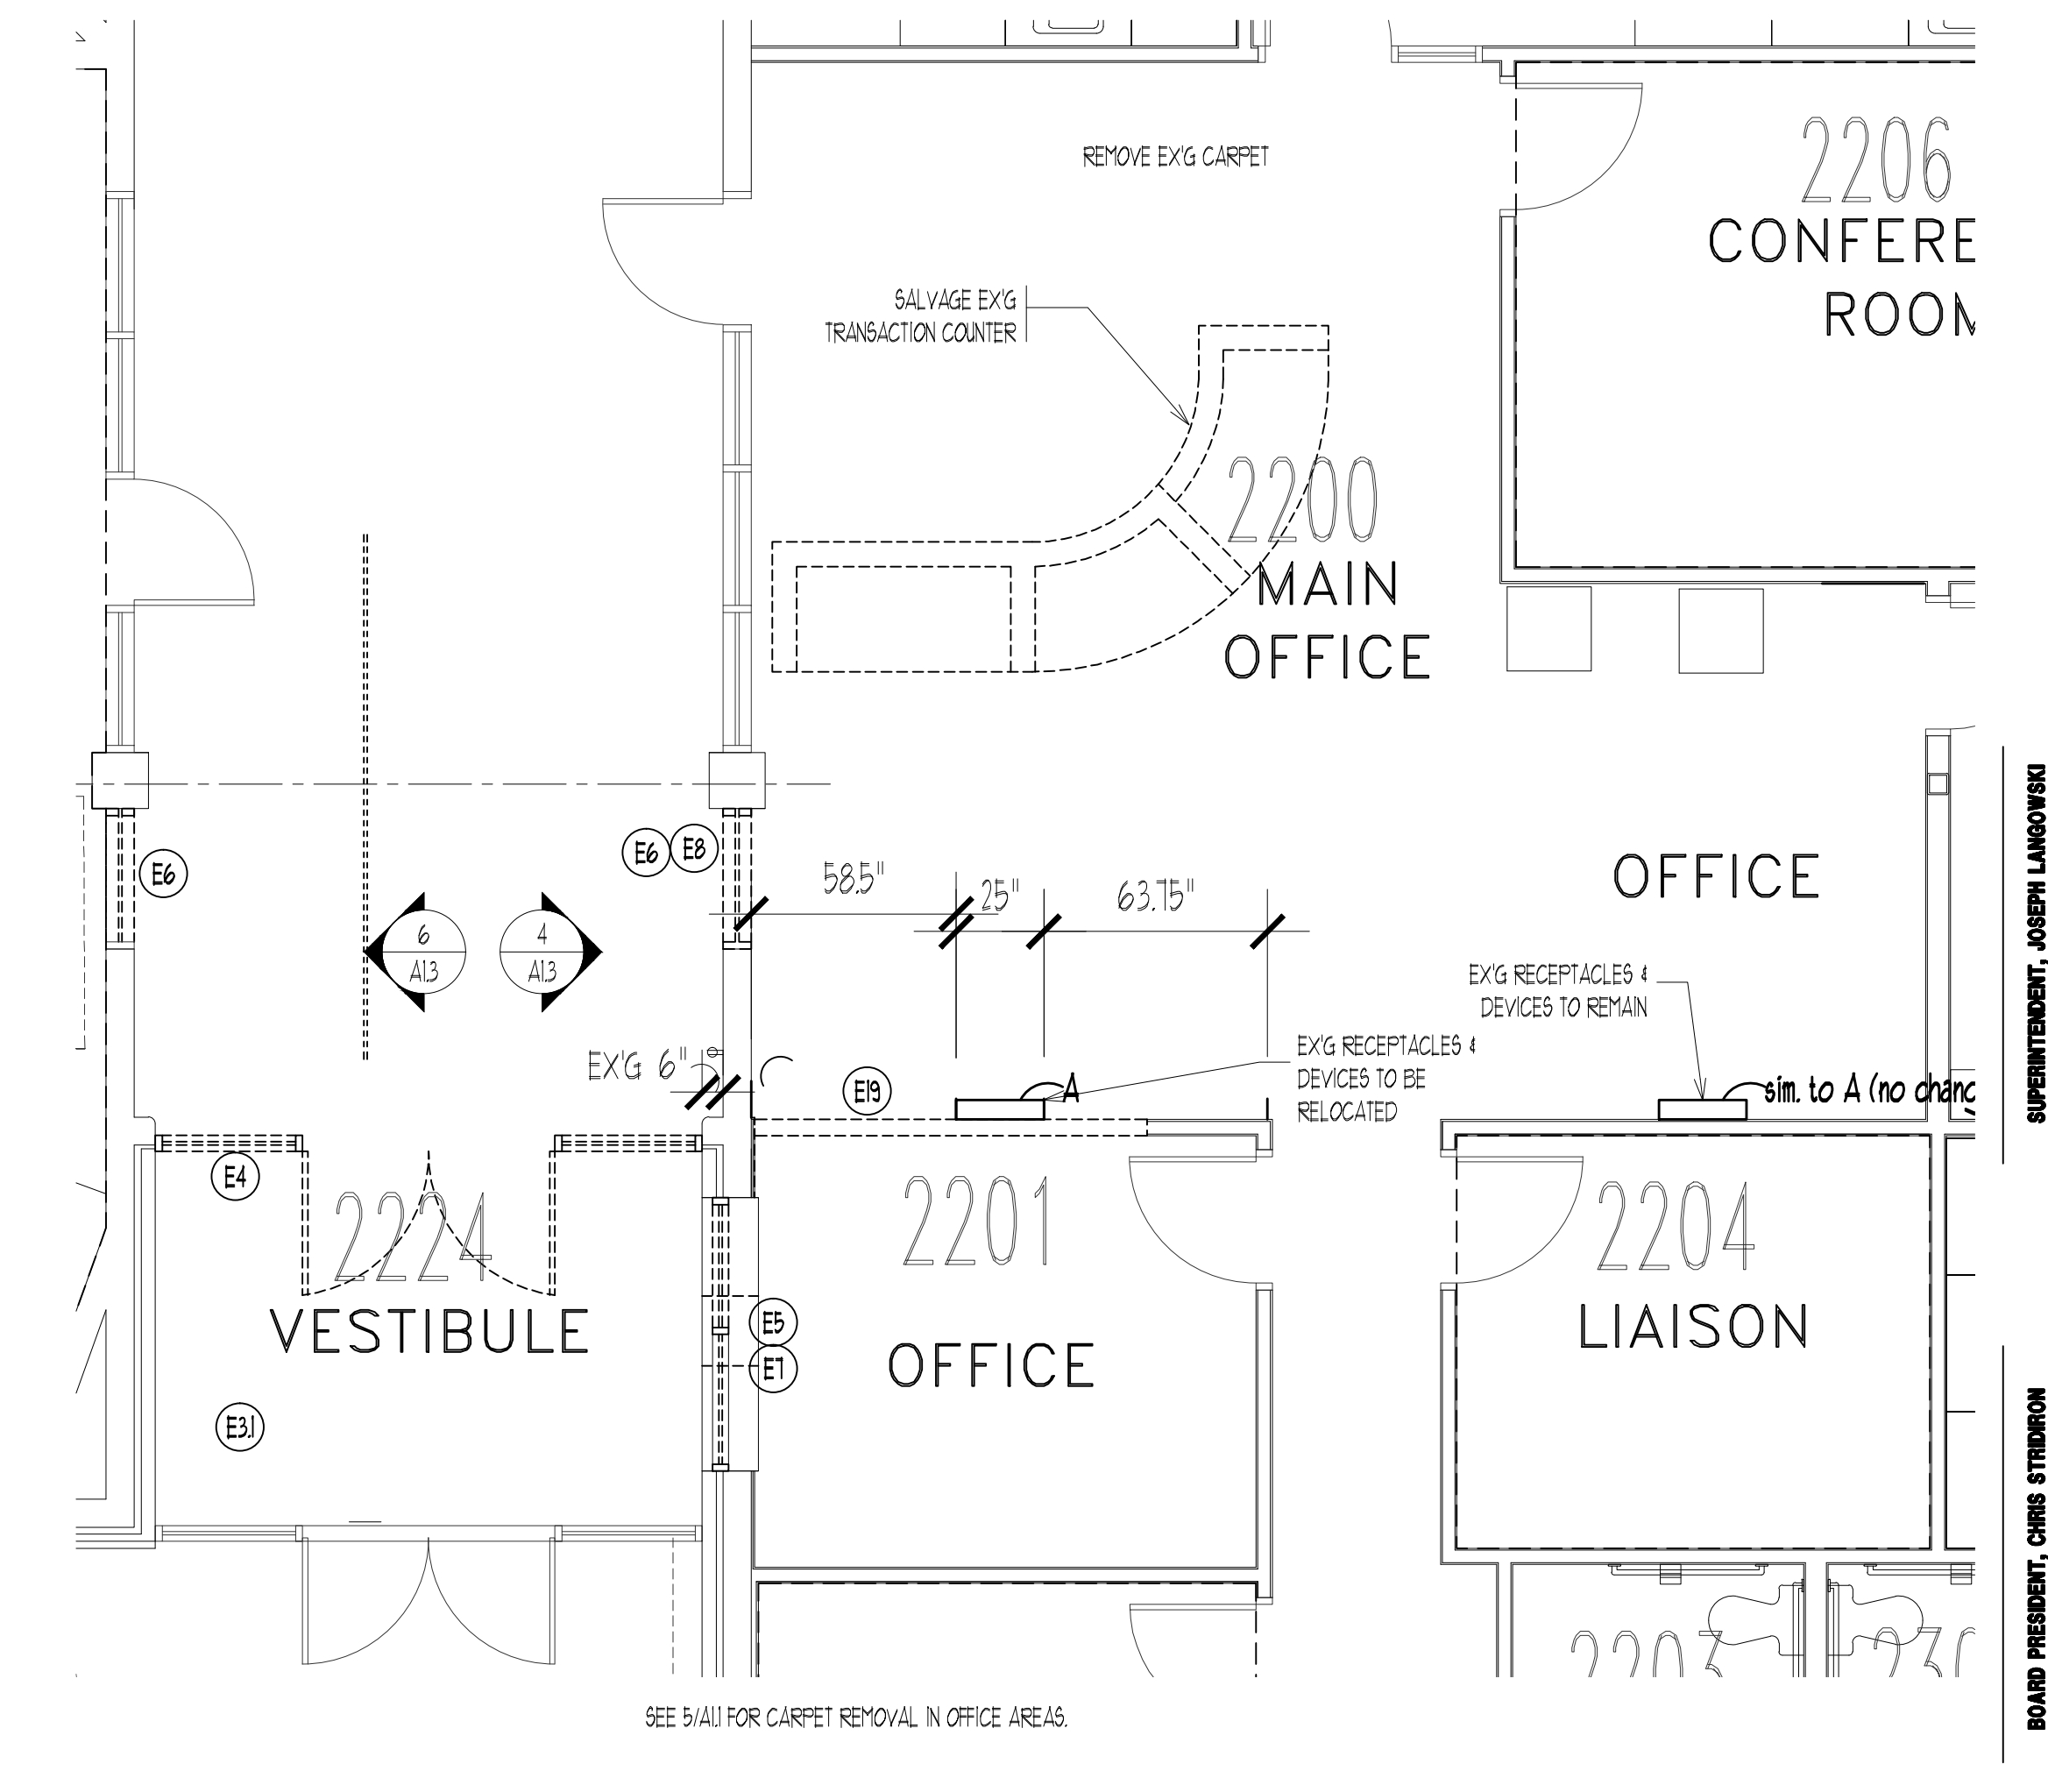 REMOVE EX'G CARPET
2206
CONFERE
ROOM
SALVAGE EX'G
TRANSACTION COUNTER
2200
MAIN
OFFICE
E6
E6
E8
58.5"
25"
63.75"
OFFICE
6
A1.3
4
A1.3
EX'G RECEPTACLES &
DEVICES TO REMAIN
EX'G 6"
EX'G RECEPTACLES &
DEVICES TO BE
RELOCATED
E19
A
sim. to A (no chanc
E4
2224
VESTIBULE
2201
OFFICE
2204
LIAISON
E5
E7
E3.1
2203
230
SEE 5/A1.1 FOR CARPET REMOVAL IN OFFICE AREAS.
SUPERINTENDENT, JOSEPH LANGOWSKI
BOARD PRESIDENT, CHRIS STRIDIRON